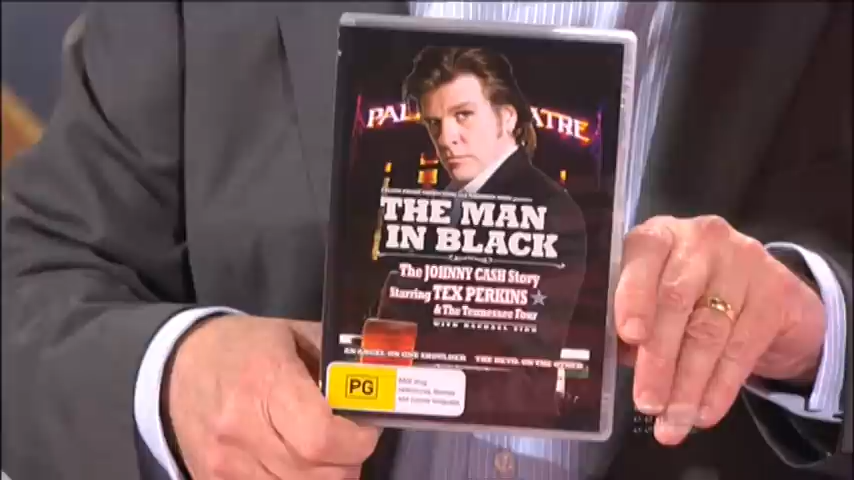 PAL
ATRE
THE MAN
IN BLACK
The JOHNNY CASH Story
Starring TEX PERKINS
& The Tennessee Four
AN ANGEL ON ONE SHOULDER THE DEVIL ON THE OTHER
PG